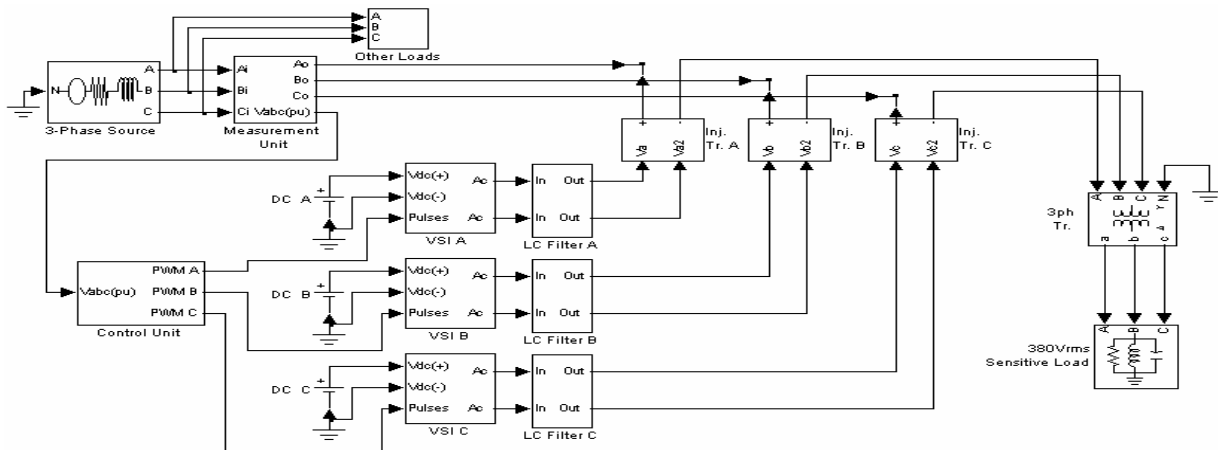 A
B
C
Other Loads
N
A
B
C
3-Phase Source
Ai
Bi
Ci
Ao
Bo
Co
Vabc(pu)
Measurement
Unit
+
-
Va
Va2
Inj.
Tr. A
+
-
Vb
Vb2
Inj.
Tr. B
+
-
Vc
Vc2
Inj.
Tr. C
DC A
+
Vdc(+)
Vdc(-)
Pulses
Ac
Ac
VSI A
In
Out
In
Out
LC Filter A
A
B
C
N
Y
a
b
c
3ph
Tr.
Vabc(pu)
PWM A
PWM B
PWM C
Control Unit
DC B
+
Vdc(+)
Vdc(-)
Pulses
Ac
Ac
VSI B
In
Out
In
Out
LC Filter B
A
B
C
380Vrms
Sensitive Load
DC C
+
Vdc(+)
Vdc(-)
Pulses
Ac
Ac
VSI C
In
Out
In
Out
LC Filter C